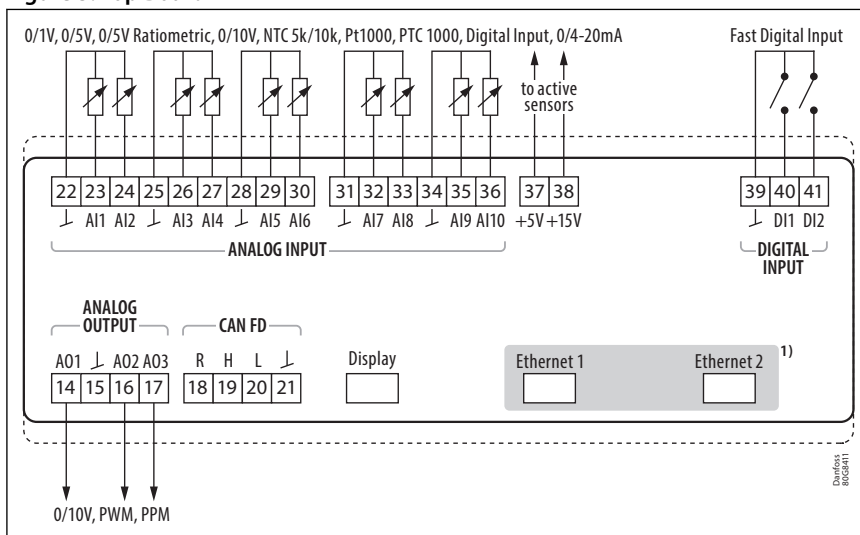 0/1V, 0/5V, 0/5V Ratiometric, 0/10V, NTC 5k/10k, Pt1000, PTC 1000, Digital Input, 0/4-20mA
Fast Digital Input
to active
sensors
22 23 24 25 26 27 28 29 30 31 32 33 34 35 36 37 38 39 40 41
AI1 AI2 AI3 AI4 AI5 AI6 AI7 AI8 AI9 AI10 +5V +15V DI1 DI2
ANALOG INPUT
DIGITAL
INPUT
ANALOG
OUTPUT
CAN FD
AO1 AO2 AO3 R H L
Display
Ethernet 1
Ethernet 2
1)
14 15 16 17 18 19 20 21
0/10V, PWM, PPM
Danfoss
80G8411